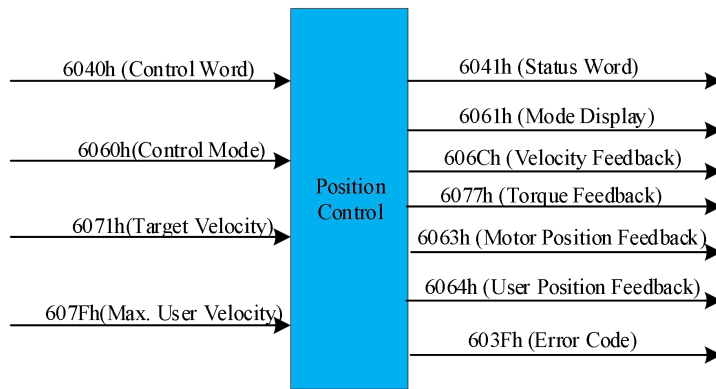 6040h (Control Word)
6060h(Control Mode)
6071h(Target Velocity)
607Fh(Max. User Velocity)
Position
Control
6041h (Status Word)
6061h (Mode Display)
606Ch (Velocity Feedback)
6077h (Torque Feedback)
6063h (Motor Position Feedback)
6064h (User Position Feedback)
603Fh (Error Code)